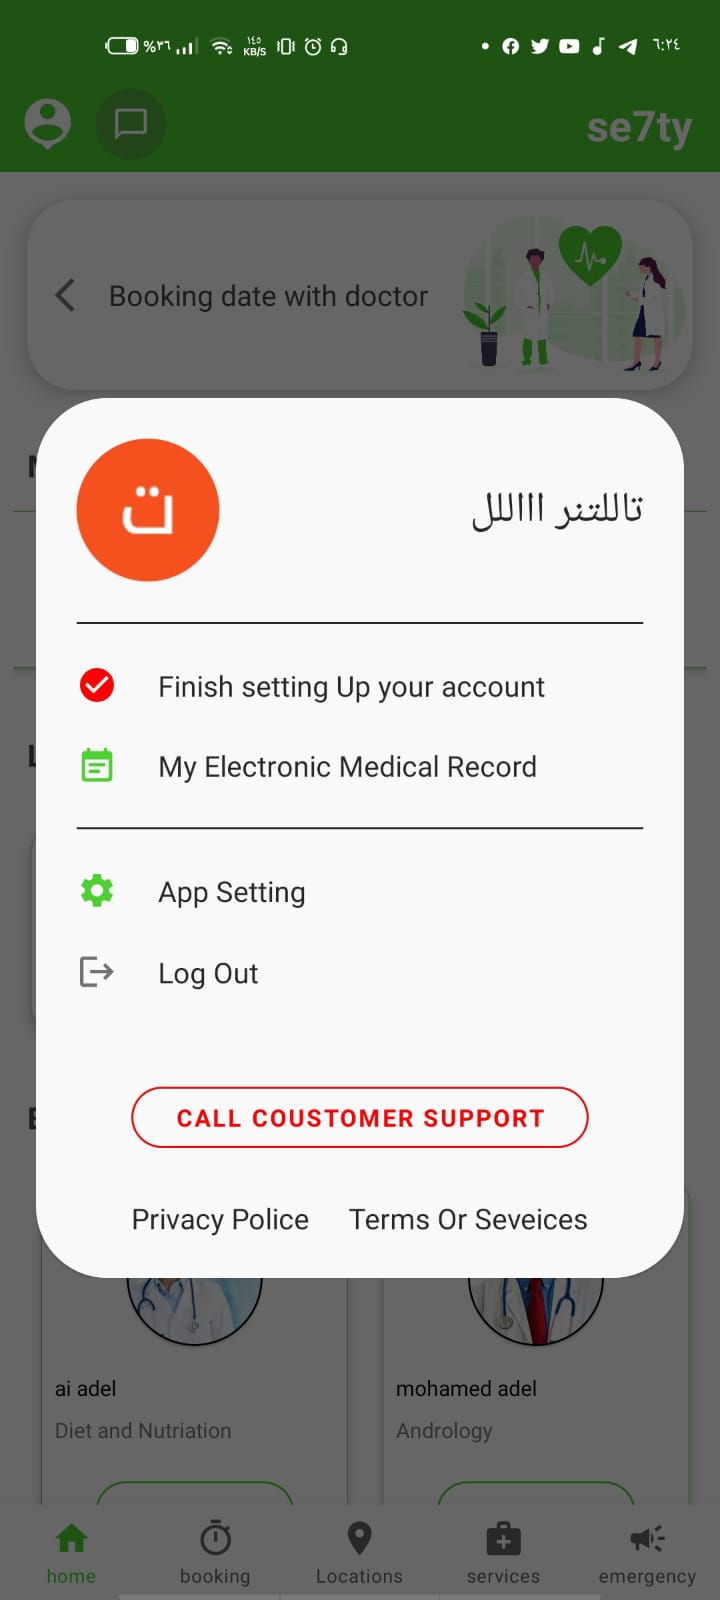 %٣٦ ١٤٥ KB/S ٦:٢٤
se7ty
Booking date with doctor
ت
تاللتنر اااللل
Finish setting Up your account
My Electronic Medical Record
App Setting
Log Out
CALL COUSTOMER SUPPORT
Privacy Police Terms Or Seveices
ai adel mohamed adel
Diet and Nutriation Andrology
home booking Locations services emergency